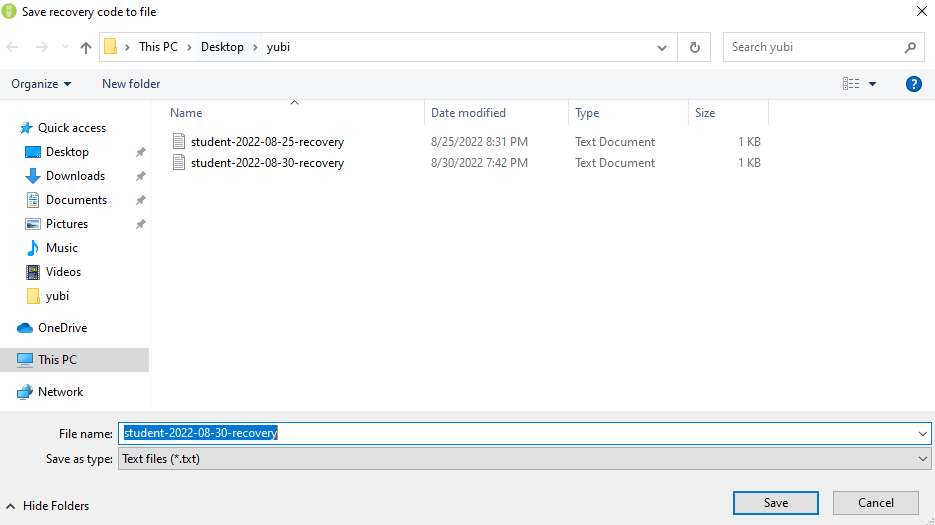 Save recovery code to file
This PC Desktop yubi
Search yubi
Organize New folder
Name Date modified Type Size
student-2022-08-25-recovery 8/25/2022 8:31 PM Text Document 1 KB
student-2022-08-30-recovery 8/30/2022 7:42 PM Text Document 1 KB
Quick access
Desktop
Downloads
Documents
Pictures
Music
Videos
yubi
OneDrive
This PC
Network
File name: student-2022-08-30-recovery
Save as type: Text files (*.txt)
Hide Folders Save Cancel